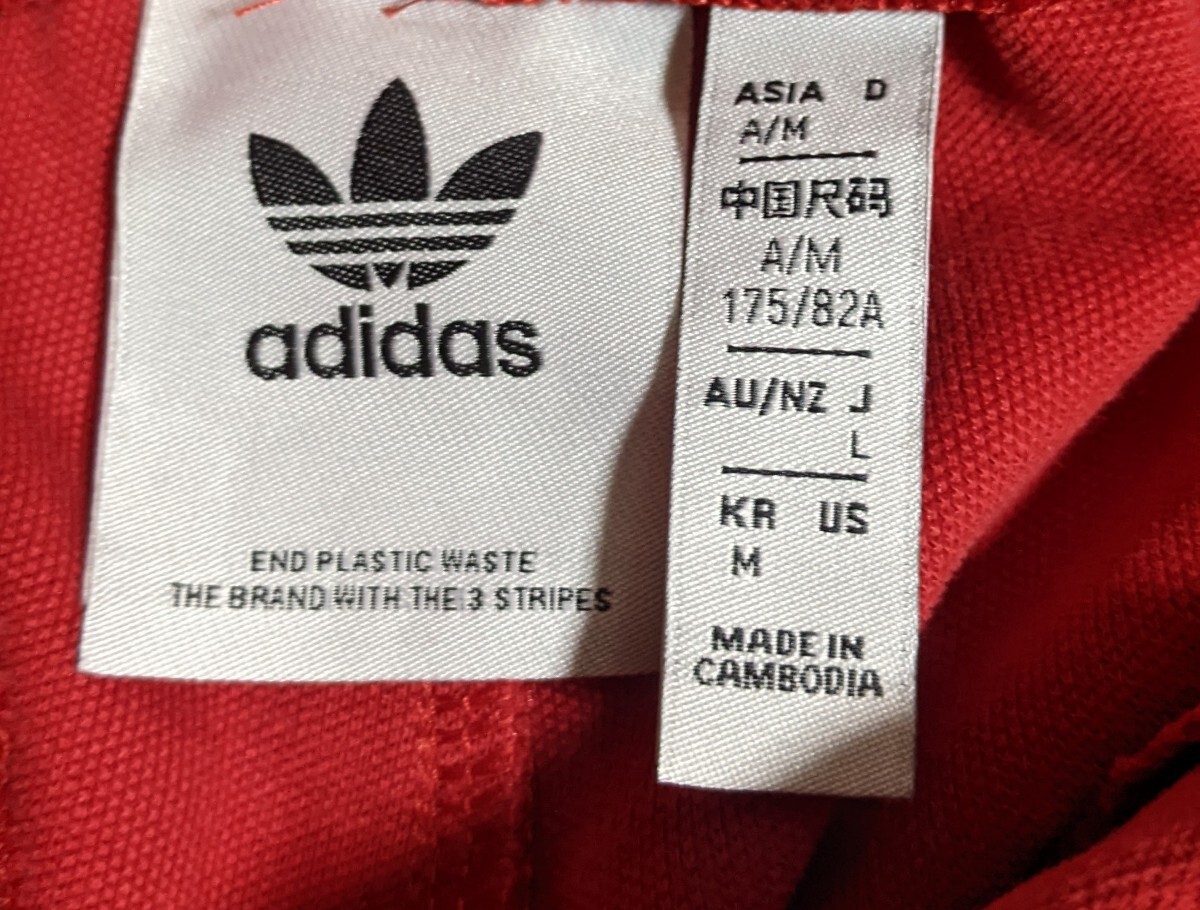 adidas
END PLASTIC WASTE
THE BRAND WITH THE 3 STRIPES
ASIA D
A/M
中国尺码
A/M
175/82A
AU/NZ J
L
KR US
M
MADE IN
CAMBODIA